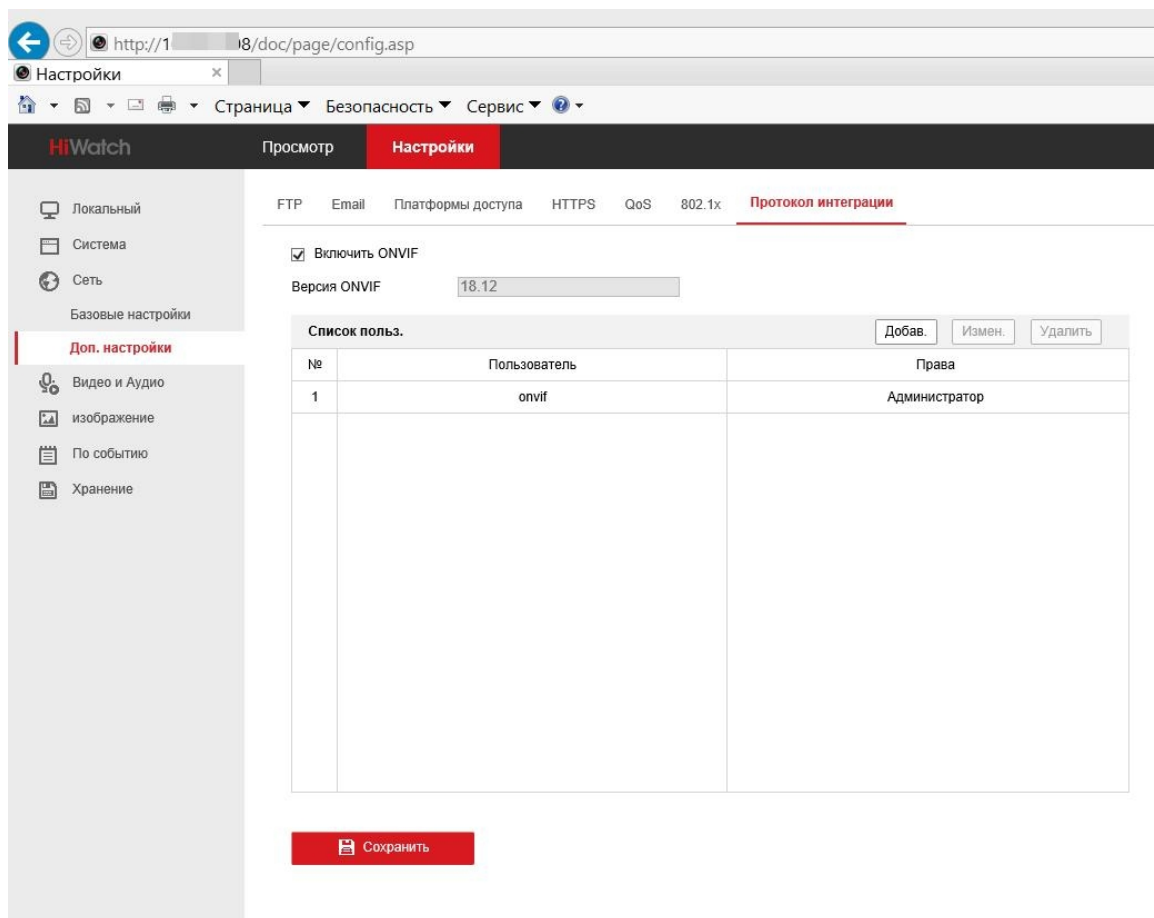 http://1 08/doc/page/config.asp
Настройки ×
Страница Безопасность Сервис
HiWatch Просмотр Настройки
Локальный
Система
Сеть
Базовые настройки
Доп. настройки
Видео и Аудио
изображение
По событию
Хранение
FTP Email Платформы доступа HTTPS QoS 802.1x Протокол интеграции
Включить ONVIF
Версия ONVIF 18.12
Список польз. Добав. Измен. Удалить
№ Пользователь Права
1 onvif Администратор
Сохранить